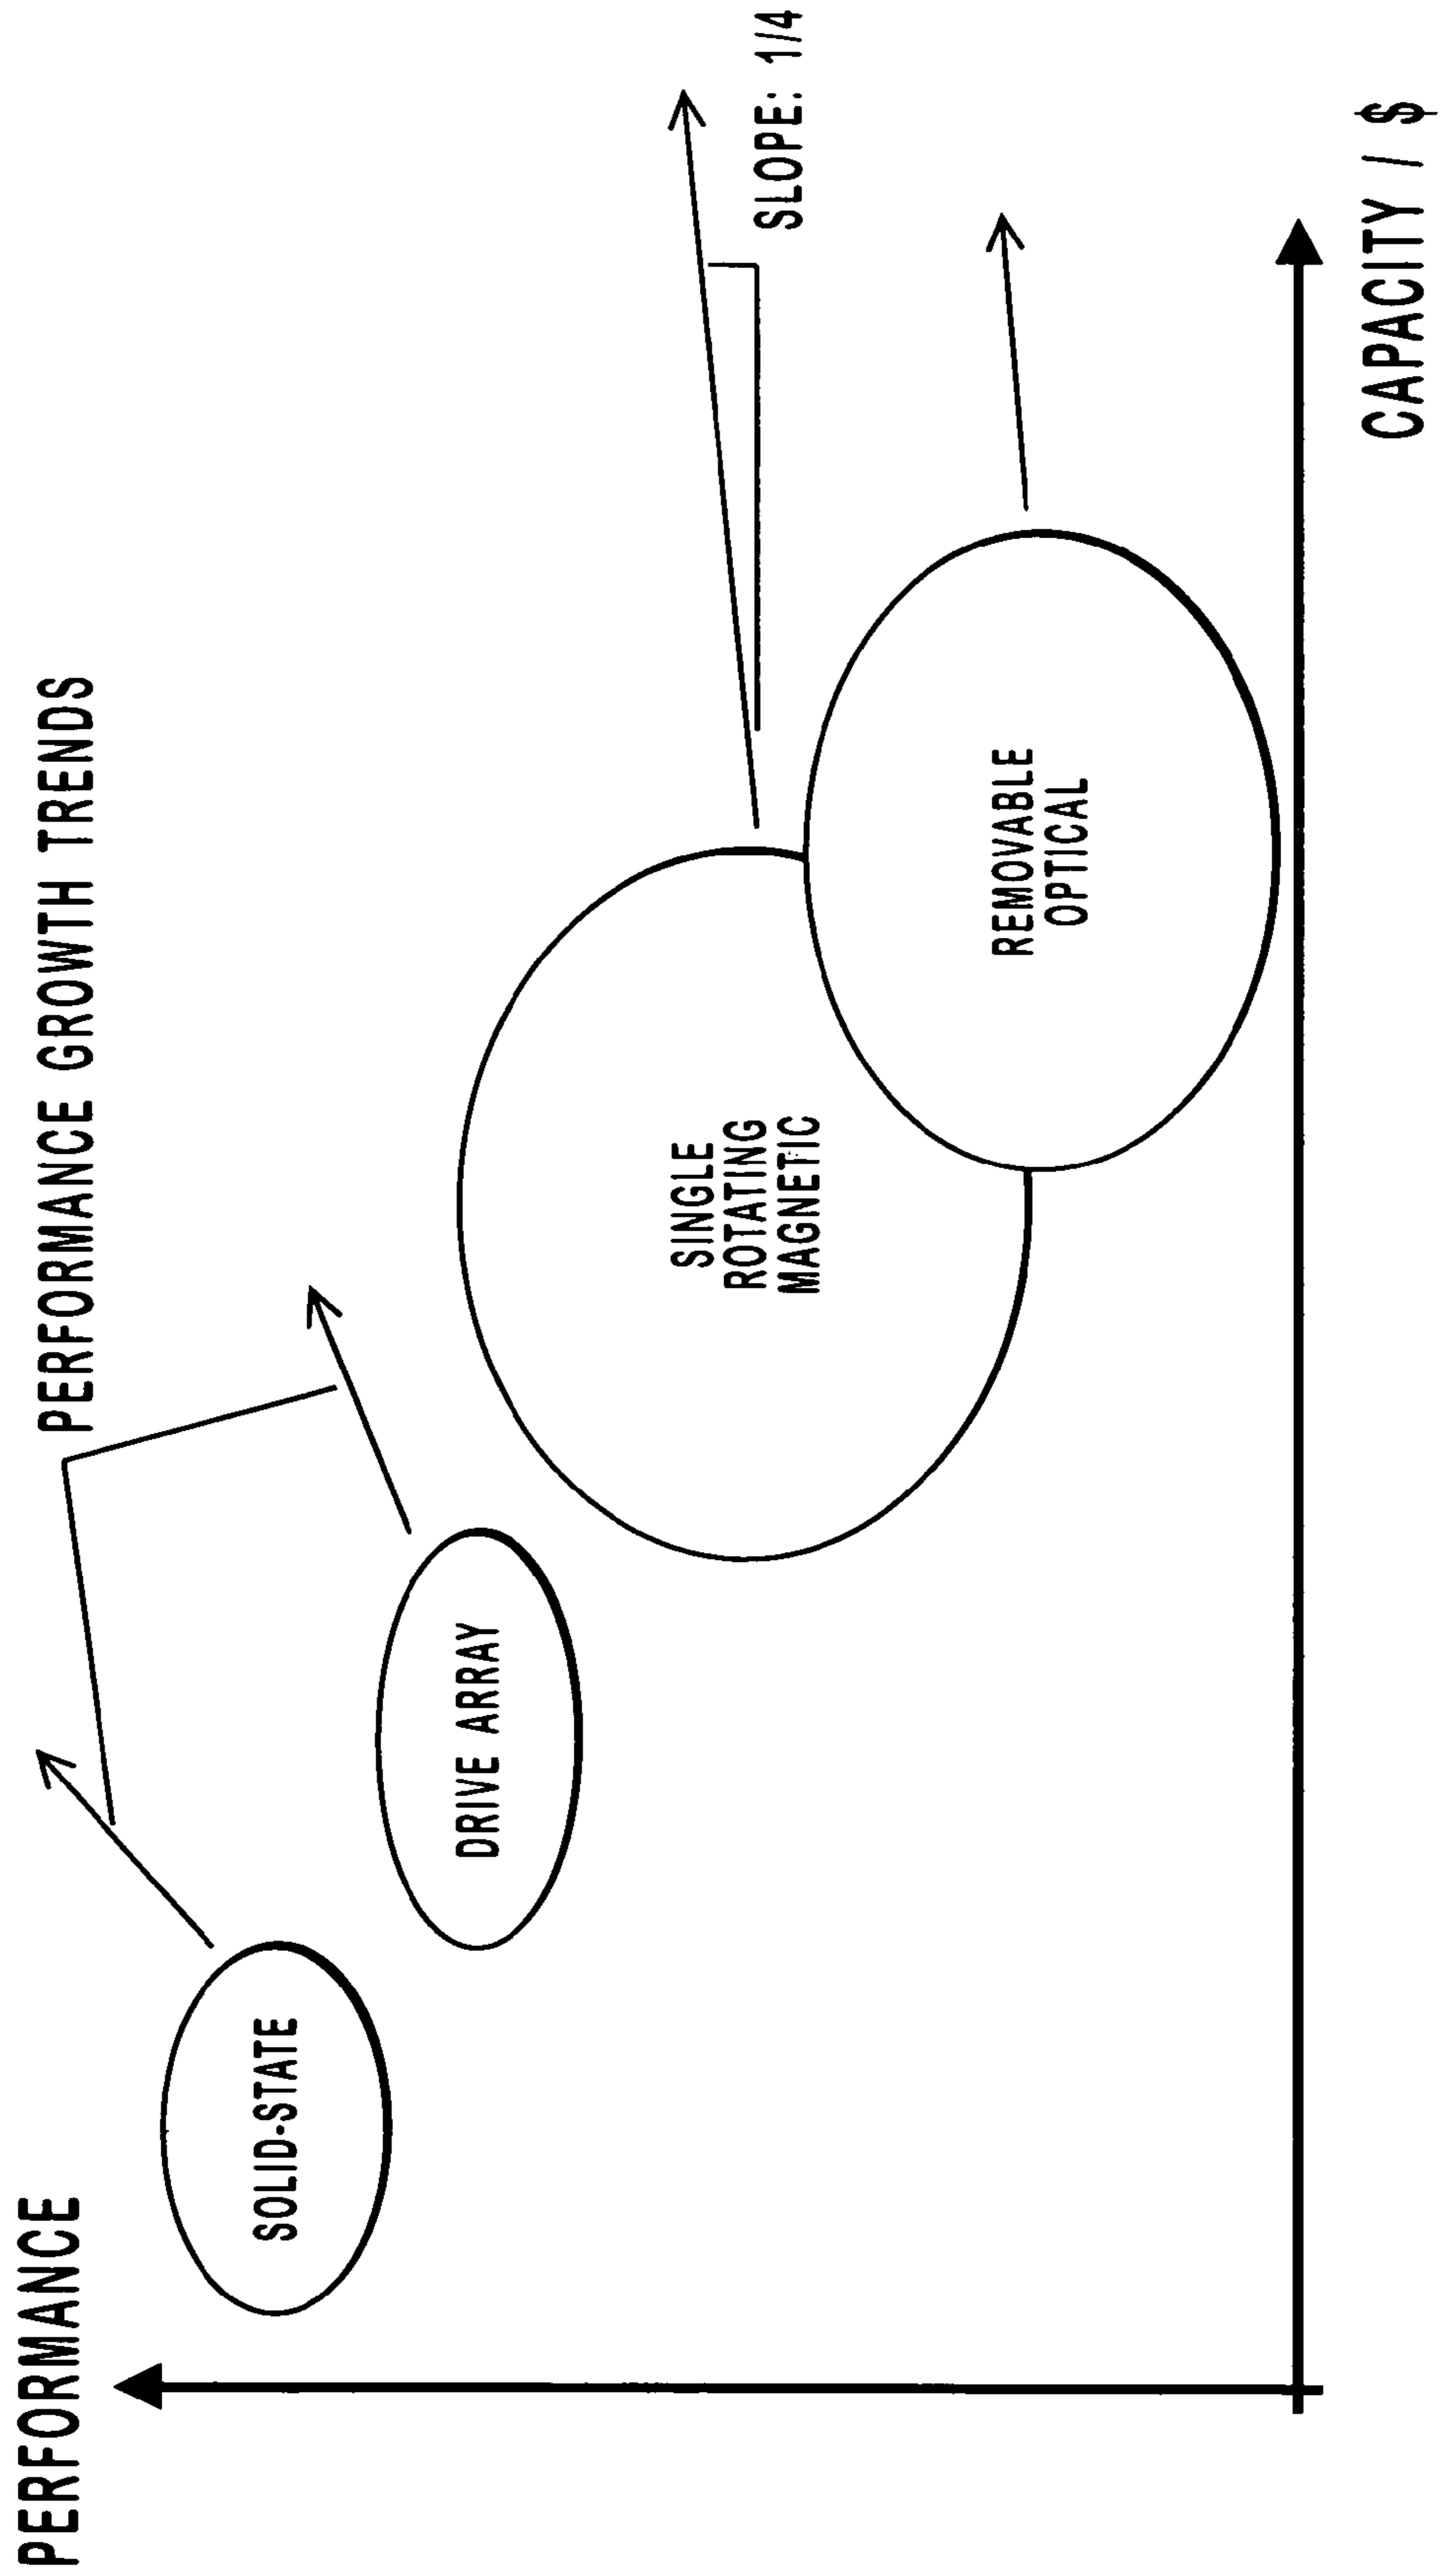 PERFORMANCE
PERFORMANCE GROWTH TRENDS
SOLID-STATE
DRIVE ARRAY
SINGLE
ROTATING
MAGNETIC
SLOPE: 1/4
REMOVABLE
OPTICAL
CAPACITY / $